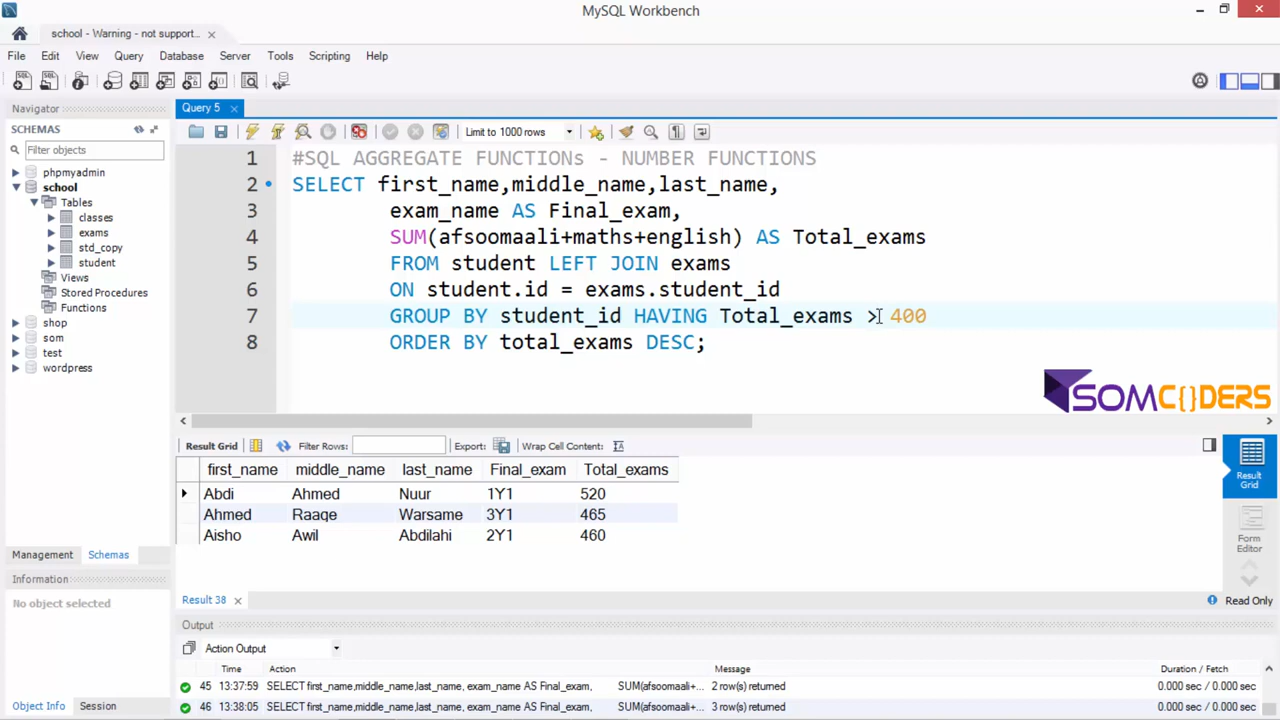 MySQL Workbench
school - Warning - not support...
File Edit View Query Database Server Tools Scripting Help
Navigator
SCHEMAS
Filter objects
phpmyadmin
school
Tables
classes
exams
std_copy
student
Views
Stored Procedures
Functions
shop
som
test
wordpress
Management Schemas
Information
No object selected
Object Info Session
Query 5
Limit to 1000 rows
1 #SQL AGGREGATE FUNCTIONs - NUMBER FUNCTIONS
2 SELECT first_name,middle_name,last_name,
3 exam_name AS Final_exam,
4 SUM(afsoomaali+maths+english) AS Total_exams
5 FROM student LEFT JOIN exams
6 ON student.id = exams.student_id
7 GROUP BY student_id HAVING Total_exams > 400
8 ORDER BY total_exams DESC;
SOMC{}DERS
Result Grid Filter Rows: Export: Wrap Cell Content:
first_name middle_name last_name Final_exam Total_exams
Abdi Ahmed Nuur 1Y1 520
Ahmed Raage Warsame 3Y1 465
Aisho Awil Abdilahi 2Y1 460
Result Grid
Form Editor
Result 38
Read Only
Output
Action Output
Time Action Message Duration / Fetch
45 13:37:59 SELECT first_name,middle_name,last_name, exam_name AS Final_exam, SUM(afsoomaali+... 2 row(s) returned 0.000 sec / 0.000 sec
46 13:38:05 SELECT first_name,middle_name,last_name, exam_name AS Final_exam, SUM(afsoomaali+... 3 row(s) returned 0.000 sec / 0.000 sec